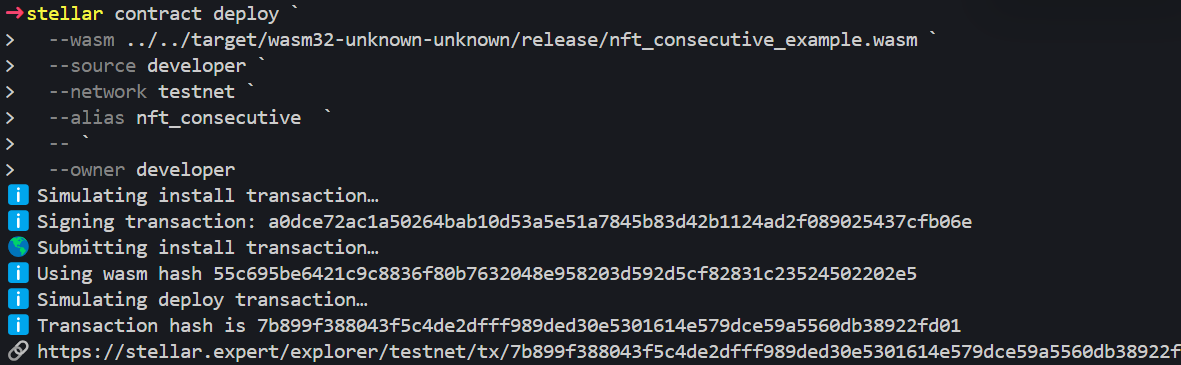 →stellar contract deploy `
>   --wasm ../../target/wasm32-unknown-unknown/release/nft_consecutive_example.wasm `
>   --source developer `
>   --network testnet `
>   --alias nft_consecutive  `
>   -- `
>   --owner developer
ℹ️ Simulating install transaction…
ℹ️ Signing transaction: a0dce72ac1a50264bab10d53a5e51a7845b83d42b1124ad2f089025437cfb06e
🌎 Submitting install transaction…
ℹ️ Using wasm hash 55c695be6421c9c8836f80b7632048e958203d592d5cf82831c23524502202e5
ℹ️ Simulating deploy transaction…
ℹ️ Transaction hash is 7b899f388043f5c4de2dfff989ded30e5301614e579dce59a5560db38922fd01
🔗 https://stellar.expert/explorer/testnet/tx/7b899f388043f5c4de2dfff989ded30e5301614e579dce59a5560db38922f